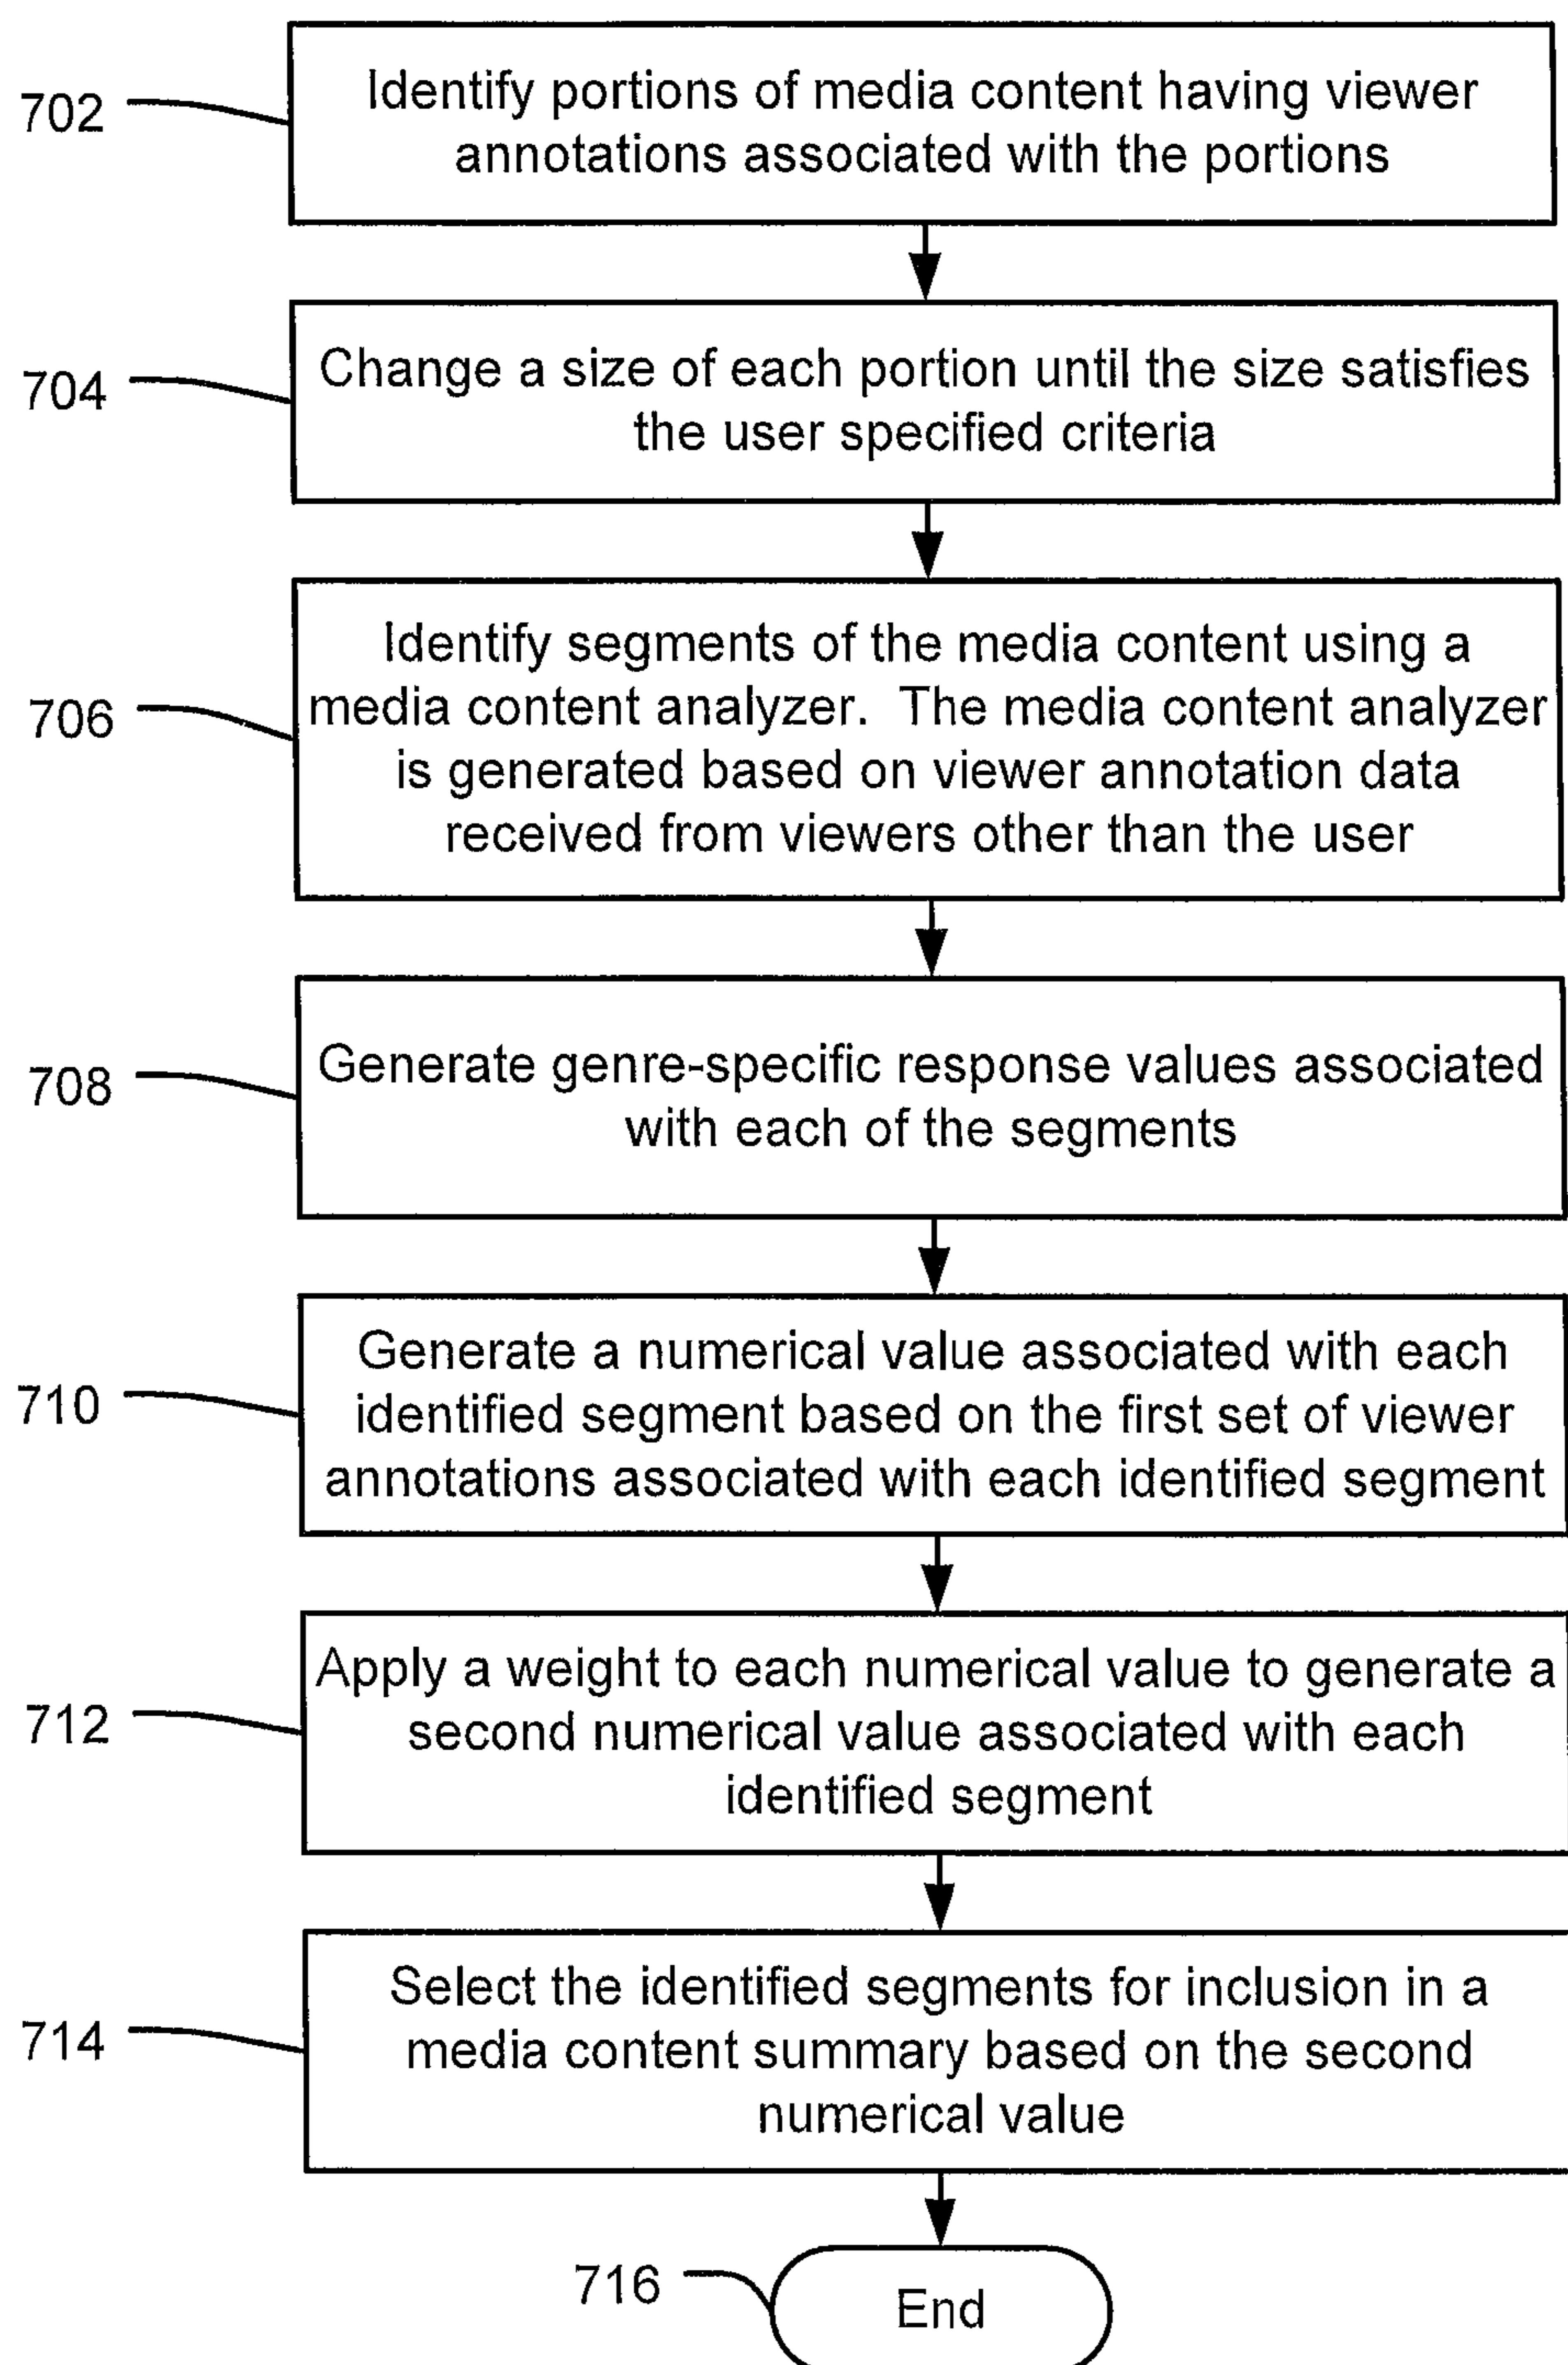 702
Identify portions of media content having viewer
annotations associated with the portions
704
Change a size of each portion until the size satisfies
the user specified criteria
706
Identify segments of the media content using a
media content analyzer.  The media content analyzer
is generated based on viewer annotation data
received from viewers other than the user
708
Generate genre-specific response values associated
with each of the segments
710
Generate a numerical value associated with each
identified segment based on the first set of viewer
annotations associated with each identified segment
712
Apply a weight to each numerical value to generate a
second numerical value associated with each
identified segment
714
Select the identified segments for inclusion in a
media content summary based on the second
numerical value
716
End